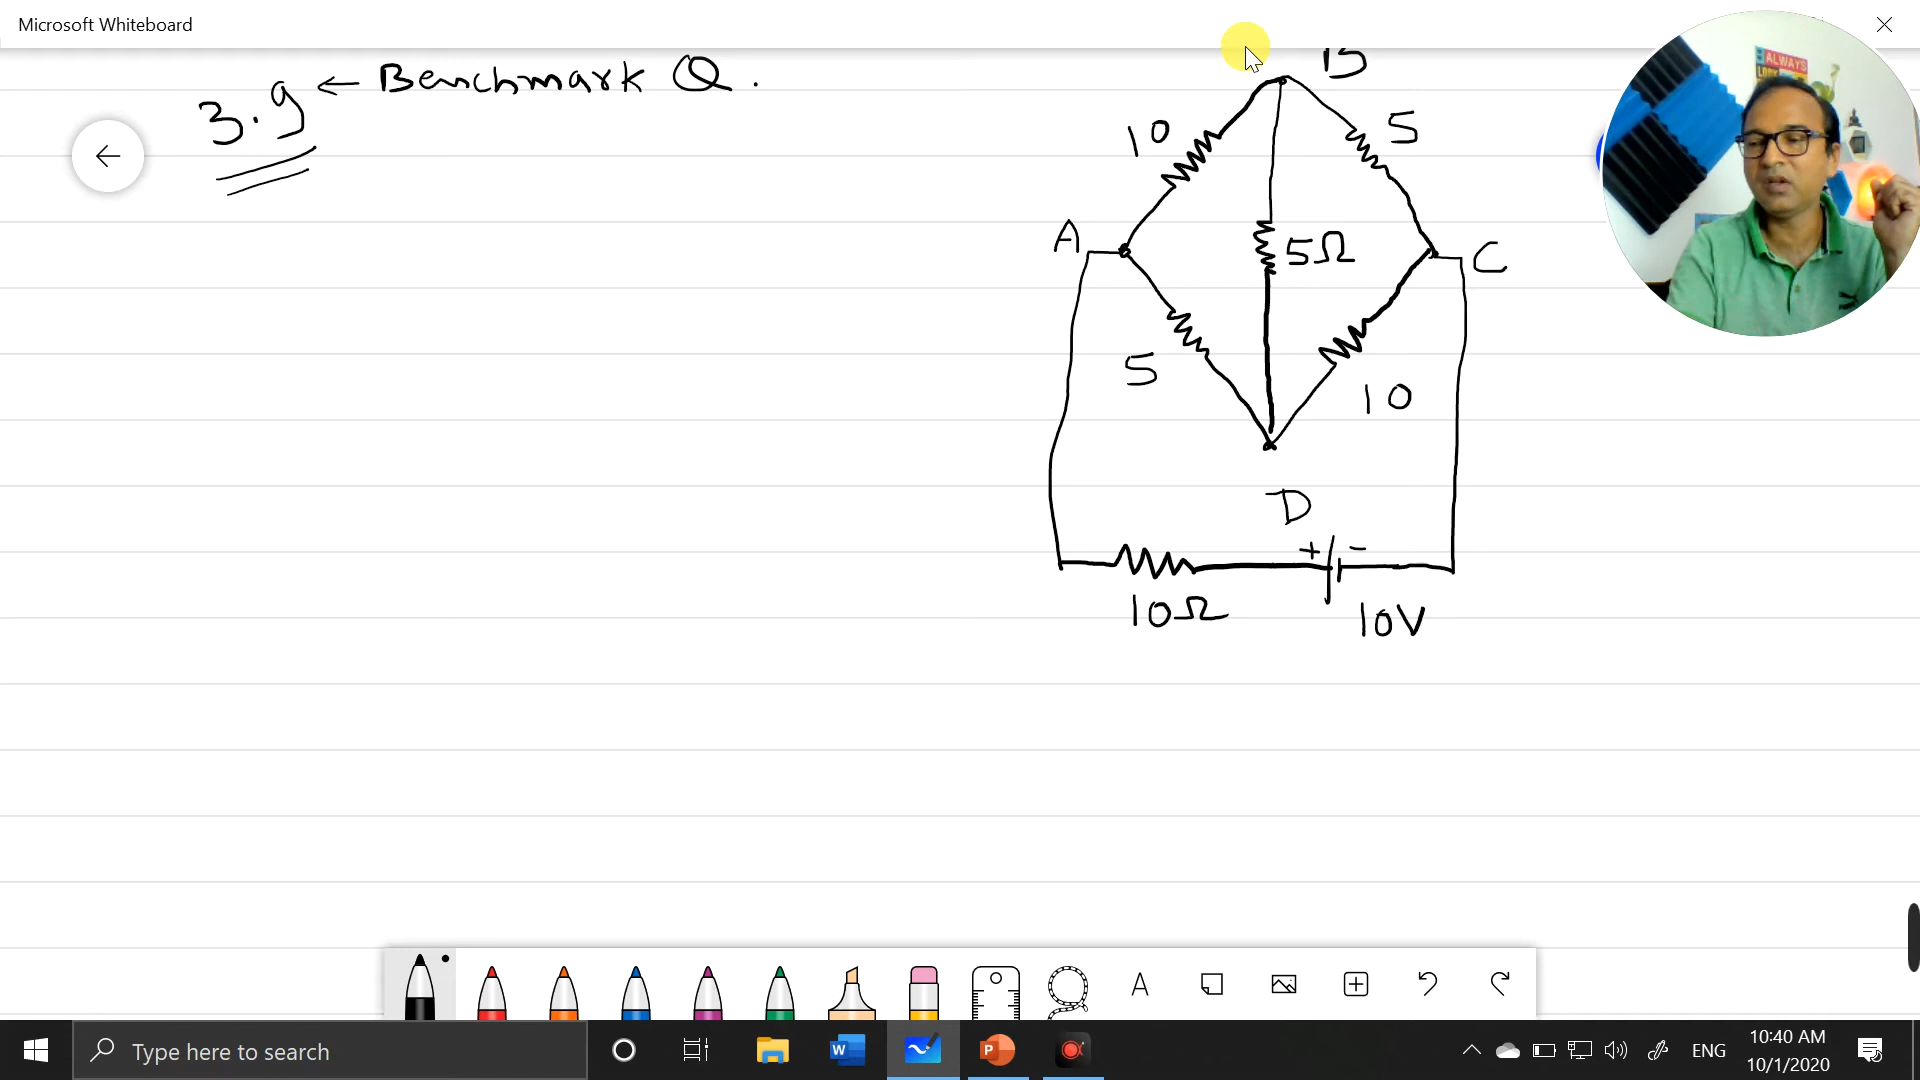 Microsoft Whiteboard
3.9 ← Benchmark Q.
B
10
5
A
5Ω
C
5
10
D
+ -
10Ω
10V
ALWAYS
A
W
P
Type here to search
ENG
10:40 AM
10/1/2020